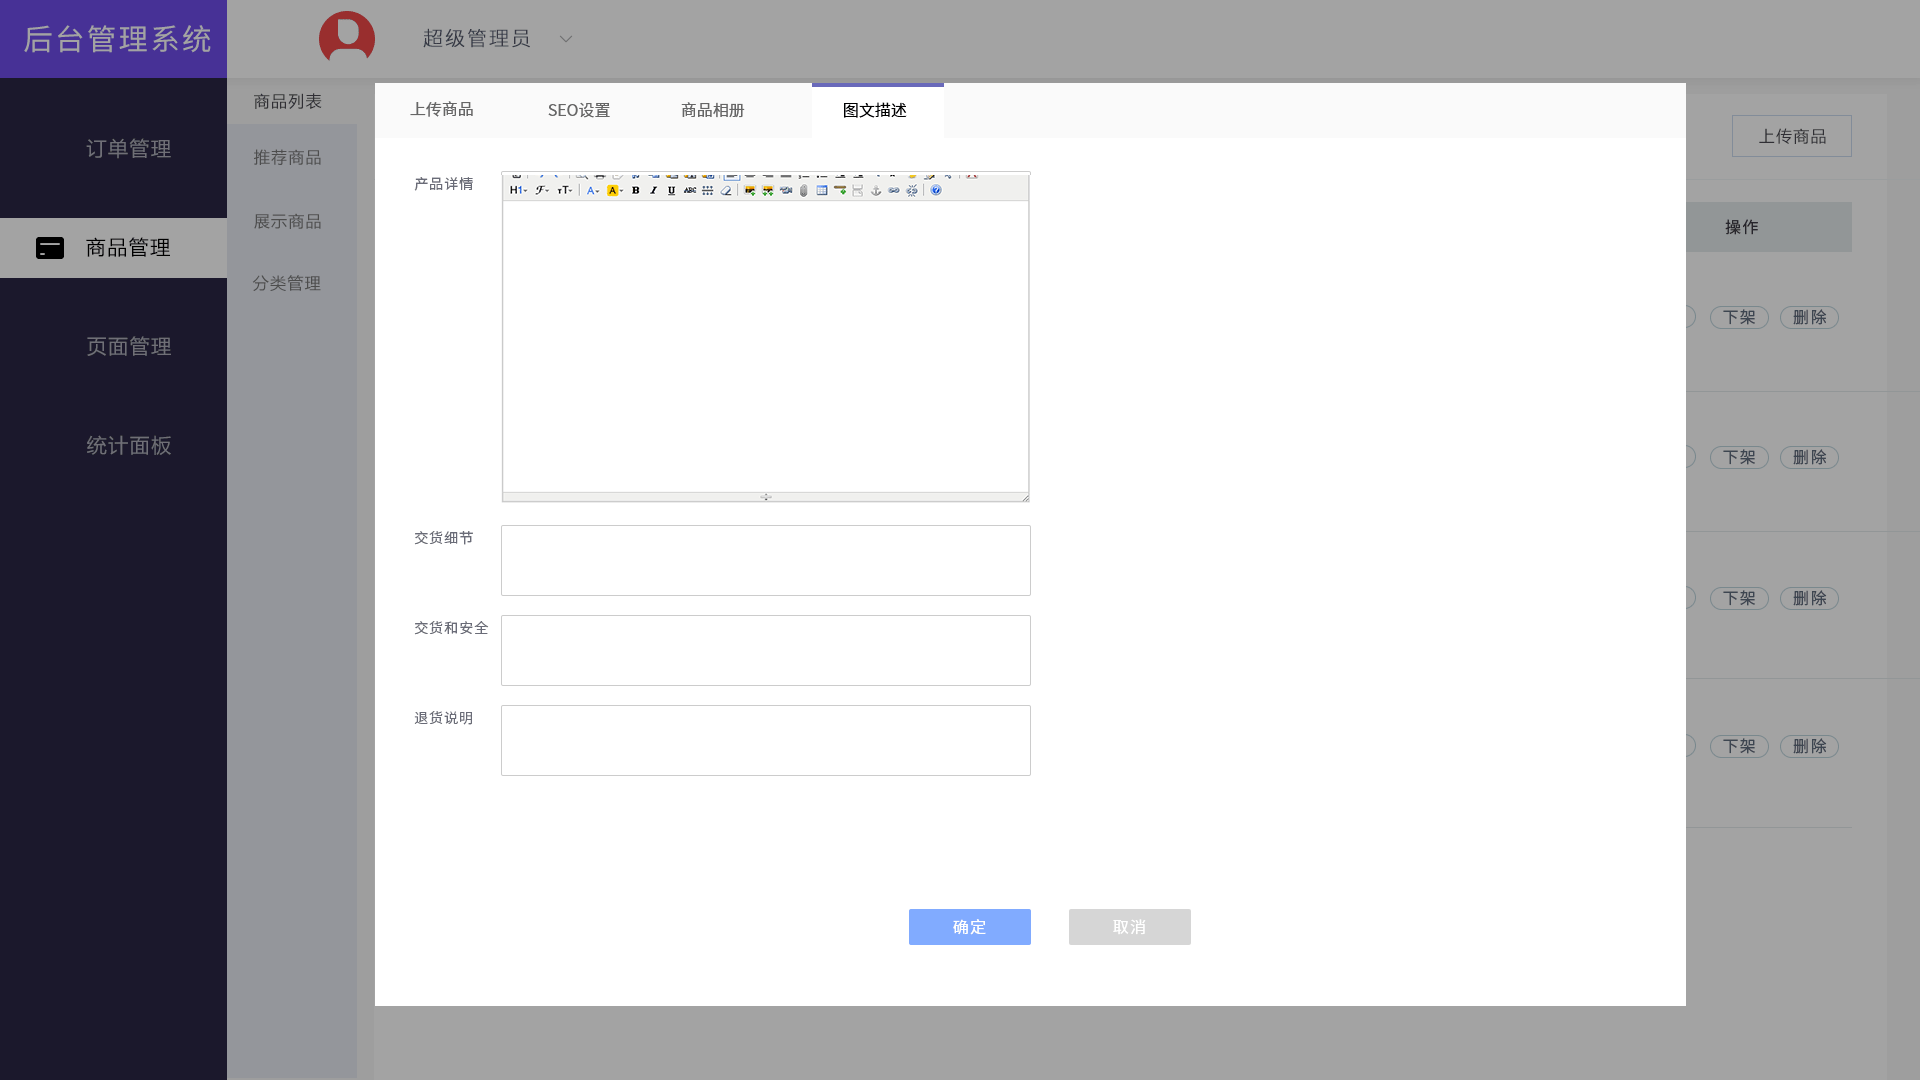 后台管理系统
超级管理员
订单管理
商品管理
页面管理
统计面板
商品列表
推荐商品
展示商品
分类管理
上传商品
SEO设置
商品相册
图文描述
产品详情
交货细节
交货和安全
退货说明
确定
取消
上传商品
操作
下架 删除
下架 删除
下架 删除
下架 删除